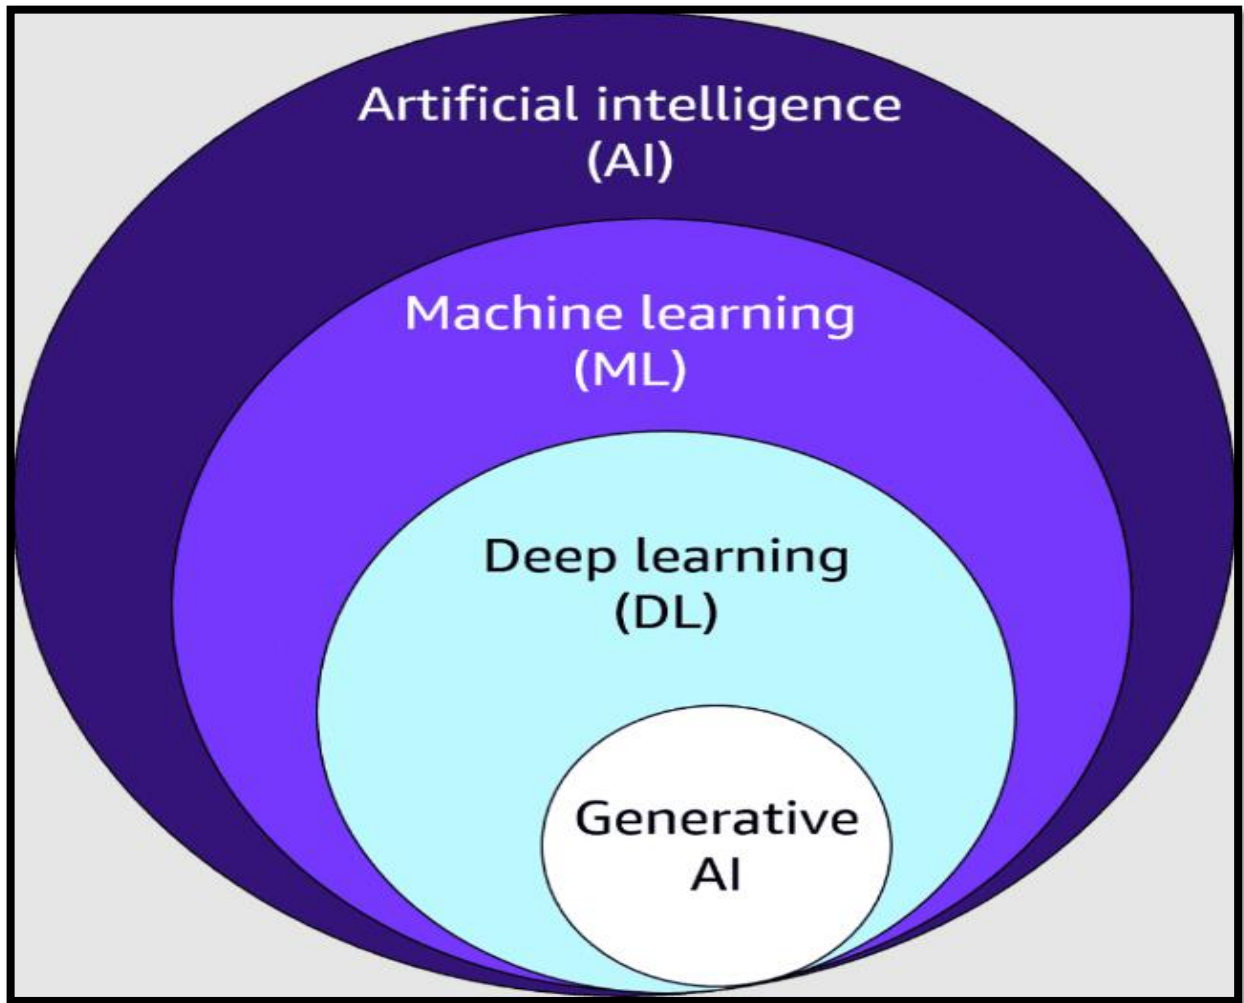 Artificial intelligence
(AI)
Machine learning
(ML)
Deep learning
(DL)
Generative
AI